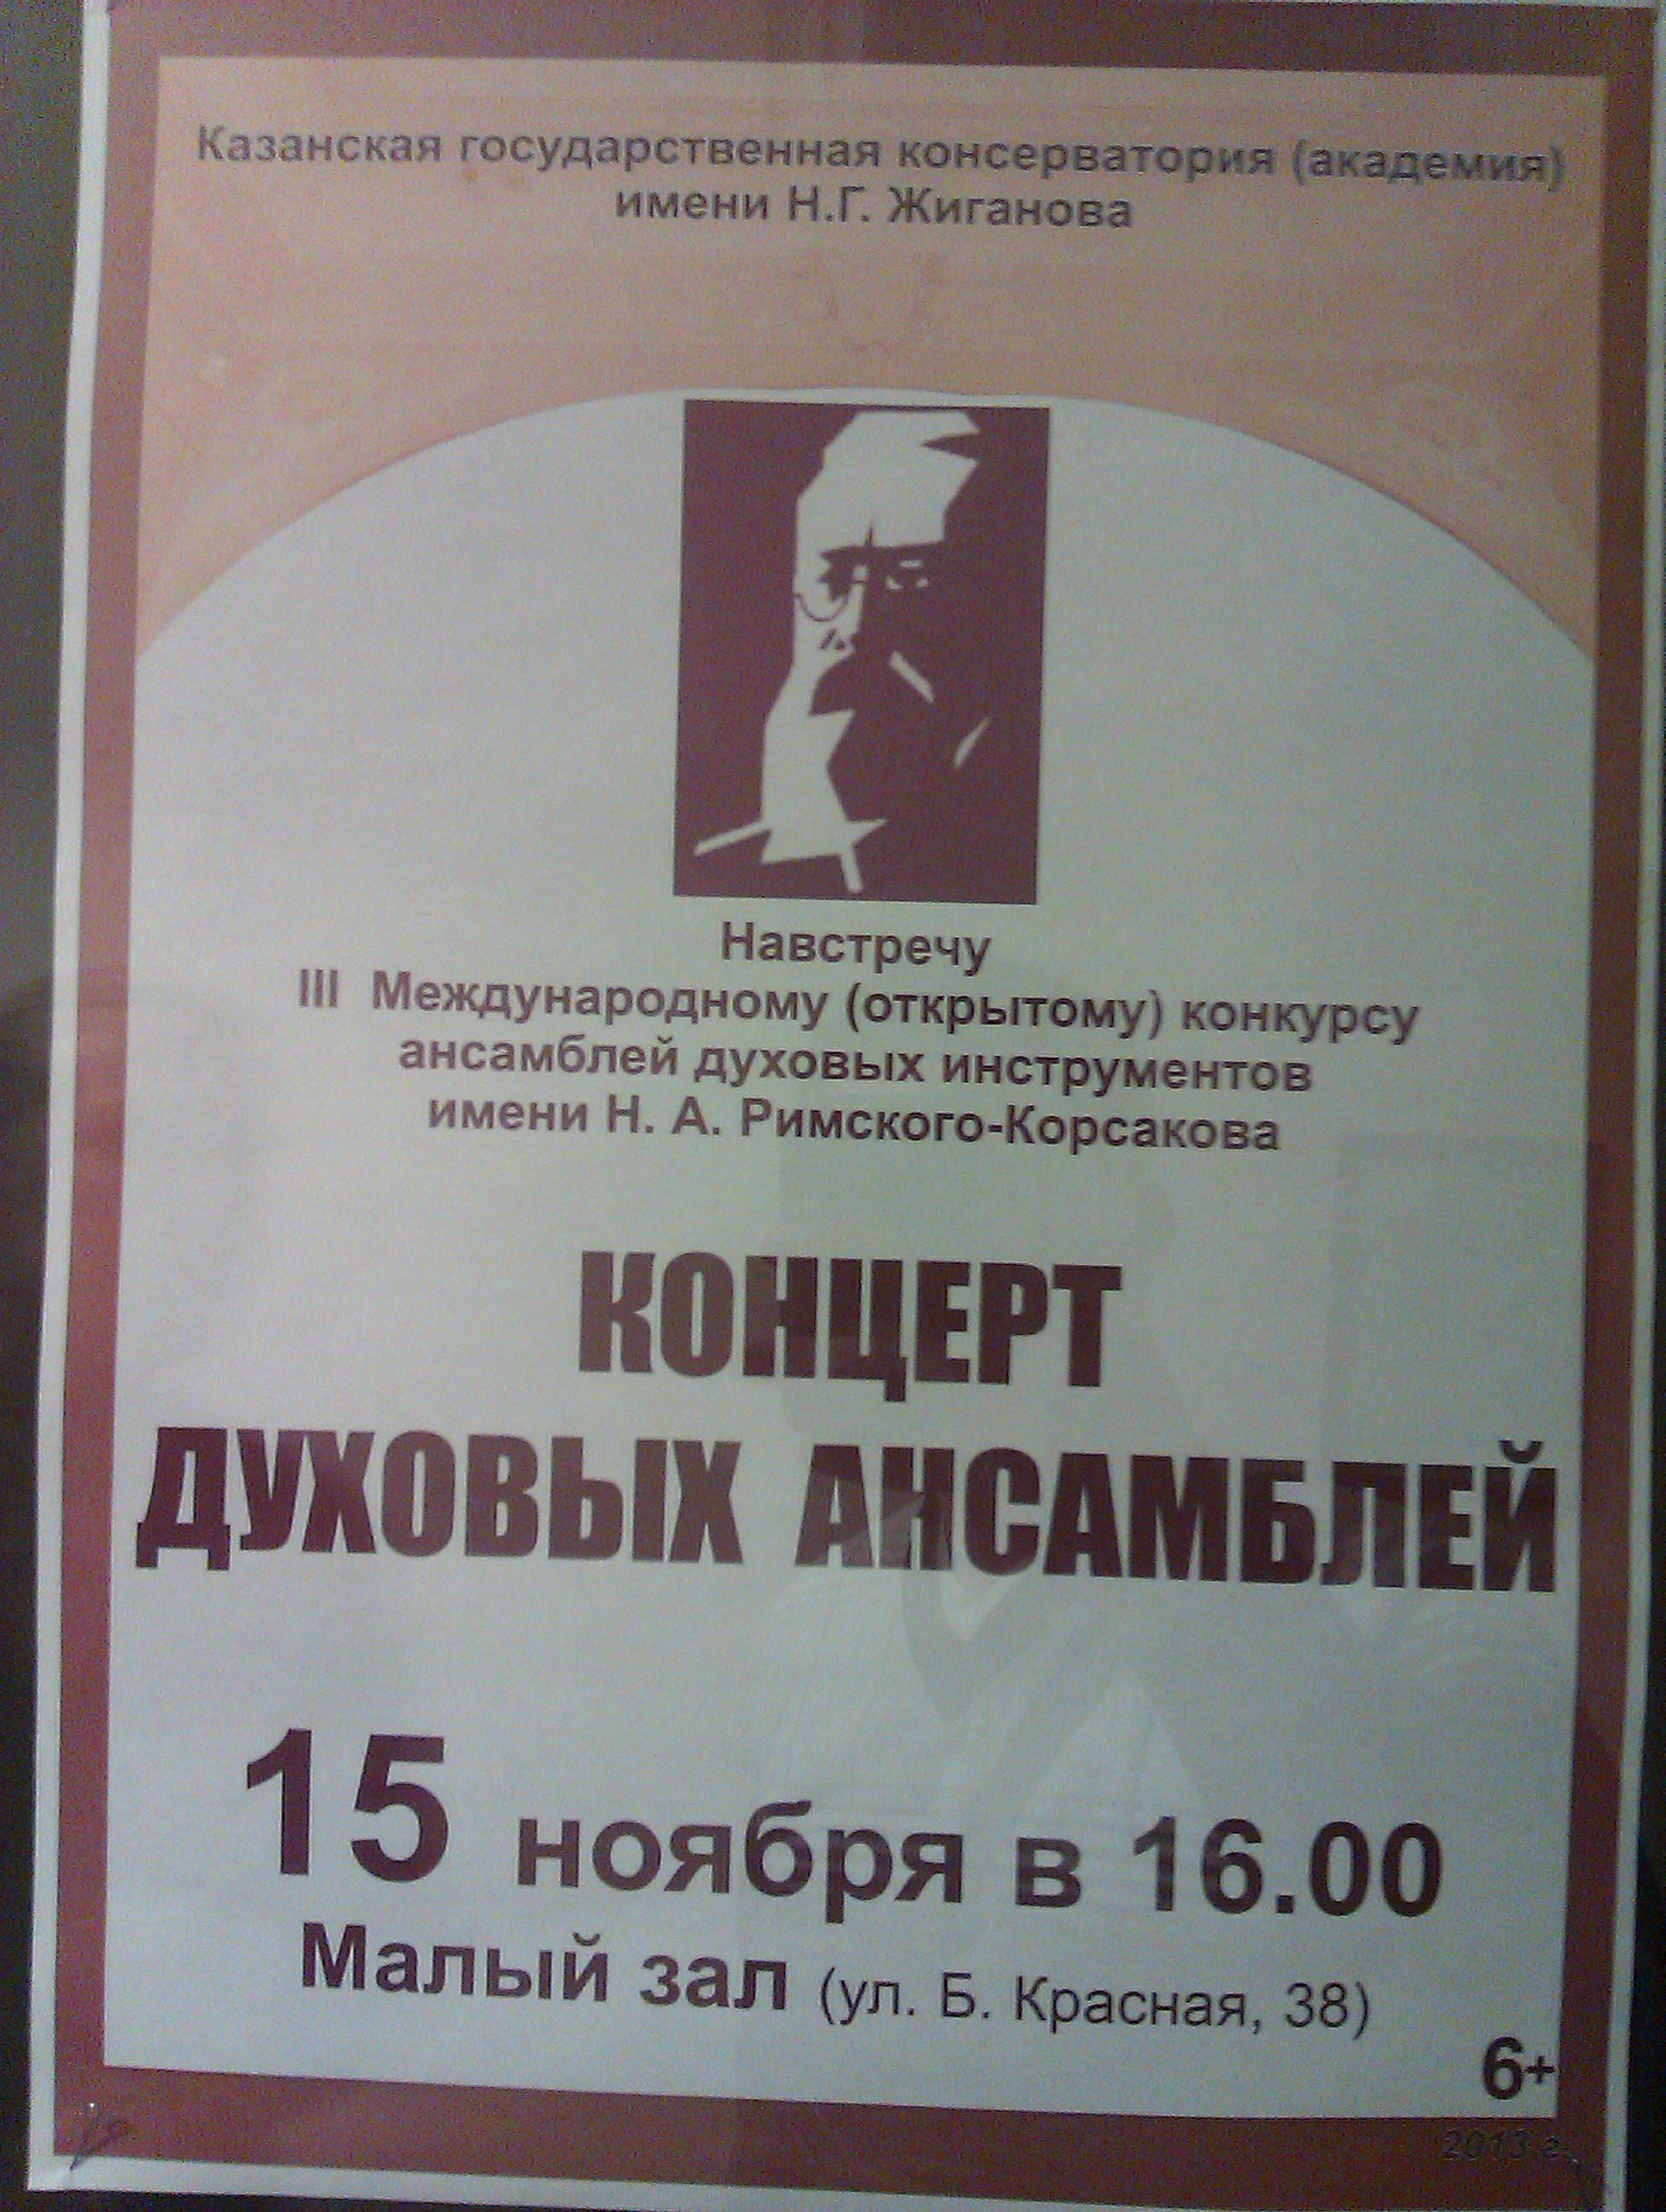 Казанская государственная консерватория (академия)
имени Н.Г. Жиганова
Навстречу
III Международному (открытому) конкурсу
ансамблей духовых инструментов
имени Н. А. Римского-Корсакова
КОНЦЕРТ
ДУХОВЫХ АНСАМБЛЕЙ
15 ноября в 16.00
Малый зал (ул. Б. Красная, 38)
6+
2013 г.